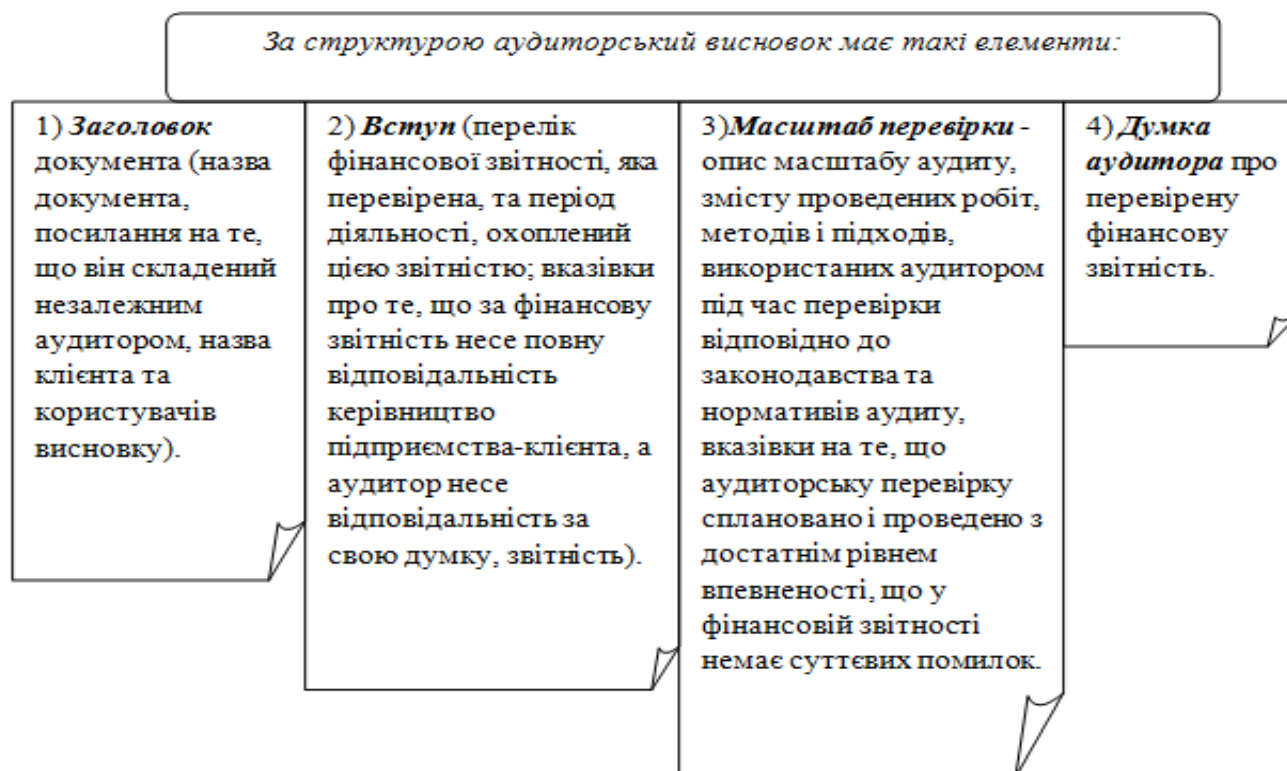 За структурою аудиторський висновок має такі елементи:
1) Заголовок
документа (назва
документа,
посилання на те,
що він складений
незалежним
аудитором, назва
клієнта та
користувачів
висновку).
2) Вступ (перелік
фінансової звітності, яка
перевірена, та період
діяльності, охоплений
цією звітністю; вказівки
про те, що за фінансову
звітність несе повну
відповідальність
керівництво
підприємства-клієнта, а
аудитор несе
відповідальність за
свою думку, звітність).
3)Масштаб перевірки -
опис масштабу аудиту,
змісту проведених робіт,
методів і підходів,
використаних аудитором
під час перевірки
відповідно до
законодавства та
нормативів аудиту,
вказівки на те, що
аудиторську перевірку
сплановано і проведено з
достатнім рівнем
впевненості, що у
фінансовій звітності
немає суттєвих помилок.
4) Думка
аудитора про
перевірену
фінансову
звітність.